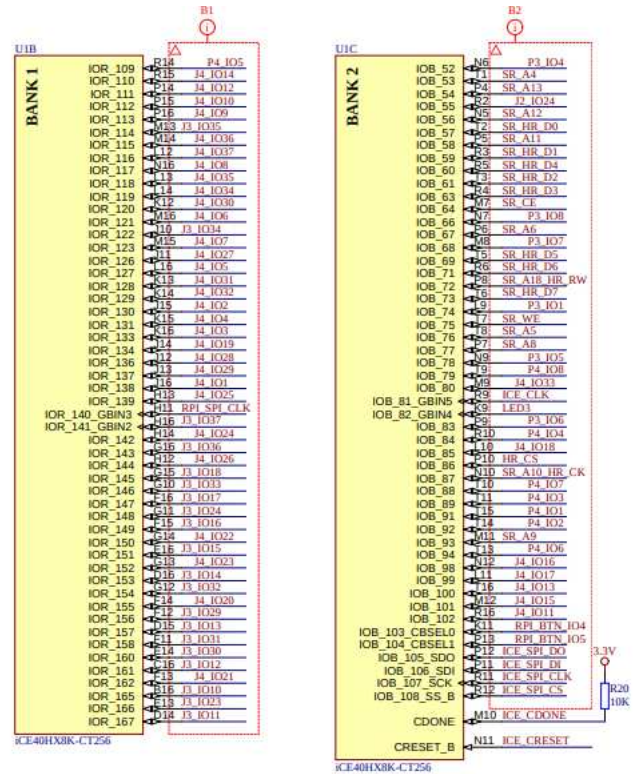 B1
U1B
BANK 1
IOR_109 R14 P4_IO5
IOR_110 R15 J4_IO14
IOR_111 P14 J4_IO12
IOR_112 P15 J4_IO10
IOR_113 P16 J4_IO9
IOR_114 M13 J3_IO35
IOR_115 M14 J4_IO36
IOR_116 L12 J4_IO37
IOR_117 N16 J4_IO8
IOR_118 L13 J4_IO35
IOR_119 L14 J4_IO34
IOR_120 K12 J4_IO30
IOR_121 M16 J4_IO6
IOR_122 J10 J3_IO34
IOR_123 M15 J4_IO7
IOR_126 J11 J4_IO27
IOR_127 L16 J4_IO5
IOR_128 K13 J4_IO31
IOR_129 K14 J4_IO32
IOR_130 J15 J4_IO2
IOR_131 K15 J4_IO4
IOR_133 K16 J4_IO3
IOR_134 J14 J4_IO19
IOR_136 J12 J4_IO28
IOR_137 J13 J4_IO29
IOR_138 J16 J4_IO1
IOR_139 H13 J4_IO25
IOR_140_GBIN3 H11 RPI_SPI_CLK
IOR_141_GBIN2 H16 J3_IO37
IOR_142 H14 J4_IO24
IOR_143 G16 J3_IO36
IOR_144 H12 J4_IO26
IOR_145 G15 J3_IO18
IOR_146 G10 J3_IO33
IOR_147 F16 J3_IO17
IOR_148 G11 J3_IO24
IOR_149 F15 J3_IO16
IOR_150 G14 J4_IO22
IOR_151 E16 J3_IO15
IOR_152 G13 J4_IO23
IOR_153 D16 J3_IO14
IOR_154 G12 J3_IO32
IOR_155 F14 J4_IO20
IOR_156 F12 J3_IO29
IOR_157 D15 J3_IO13
IOR_158 F11 J3_IO31
IOR_160 E14 J3_IO30
IOR_161 C16 J3_IO12
IOR_162 F13 J4_IO21
IOR_165 B16 J3_IO10
IOR_166 E13 J3_IO23
IOR_167 D14 J3_IO11
iCE40HX8K-CT256
B2
U1C
BANK 2
IOB_52 N6 P3_IO4
IOB_53 T1 SR_A4
IOB_54 P4 SR_A13
IOB_55 R2 J2_IO24
IOB_56 N5 SR_A12
IOB_57 T2 SR_HR_D0
IOB_58 P5 SR_A11
IOB_59 R3 SR_HR_D1
IOB_60 R5 SR_HR_D4
IOB_61 T3 SR_HR_D2
IOB_63 R4 SR_HR_D3
IOB_64 M7 SR_CE
IOB_66 N7 P3_IO8
IOB_67 P6 SR_A6
IOB_68 M8 P3_IO7
IOB_69 T5 SR_HR_D5
IOB_71 R6 SR_HR_D6
IOB_72 P8 SR_A18_HR_RW
IOB_73 T6 SR_HR_D7
IOB_74 L9 P3_IO1
IOB_75 T7 SR_WE
IOB_76 T8 SR_A5
IOB_77 P7 SR_A8
IOB_78 N9 P3_IO5
IOB_79 T9 P4_IO8
IOB_80 M9 J4_IO33
IOB_81_GBIN5 R9 ICE_CLK
IOB_82_GBIN4 K9 LED3
IOB_83 P9 P3_IO6
IOB_84 R10 P4_IO4
IOB_85 L10 J4_IO18
IOB_86 P10 HR_CS
IOB_87 N10 SR_A10_HR_CK
IOB_88 T10 P4_IO7
IOB_89 T11 P4_IO3
IOB_91 T15 P4_IO1
IOB_92 T14 P4_IO2
IOB_93 M11 SR_A9
IOB_94 T13 P4_IO6
IOB_98 N12 J4_IO16
IOB_99 L11 J4_IO17
IOB_100 T16 J4_IO13
IOB_101 M12 J4_IO15
IOB_102 R16 J4_IO11
IOB_103_CBSEL0 K11 RPI_BTN_IO4
IOB_104_CBSEL1 P13 RPI_BTN_IO5
IOB_105_SDO P12 ICE_SPI_DO
IOB_106_SDI P11 ICE_SPI_DI
IOB_107_SCK R11 ICE_SPI_CLK
IOB_108_SS_B R12 ICE_SPI_CS
CDONE M10 ICE_CDONE
CRESET_B N11 ICE_CRESET
iCE40HX8K-CT256
3.3V
R20
10K